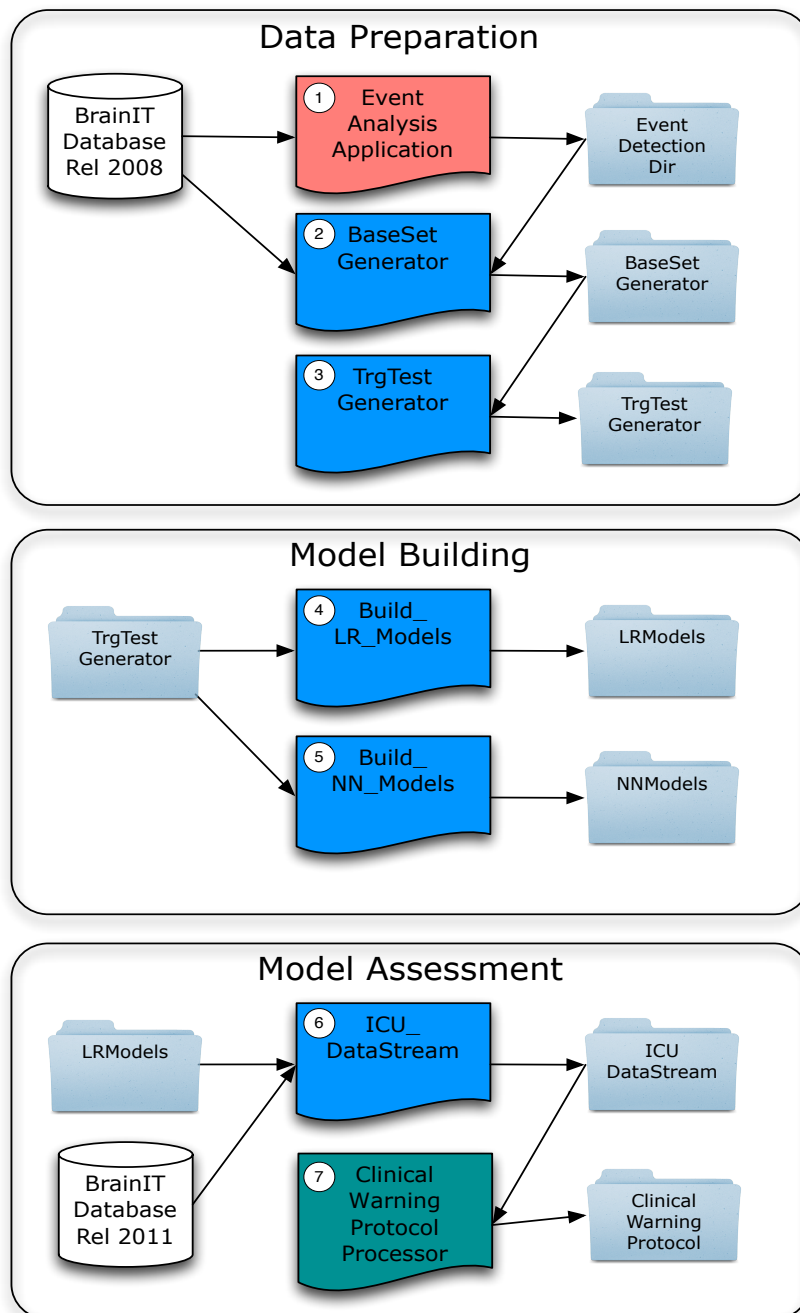 Data Preparation
BrainIT
Database
Rel 2008
1
Event
Analysis
Application
Event
Detection
Dir
2
BaseSet
Generator
BaseSet
Generator
3
TrgTest
Generator
TrgTest
Generator
Model Building
TrgTest
Generator
4
Build_
LR_Models
LRModels
5
Build_
NN_Models
NNModels
Model Assessment
LRModels
6
ICU_
DataStream
ICU
DataStream
BrainIT
Database
Rel 2011
7
Clinical
Warning
Protocol
Processor
Clinical
Warning
Protocol